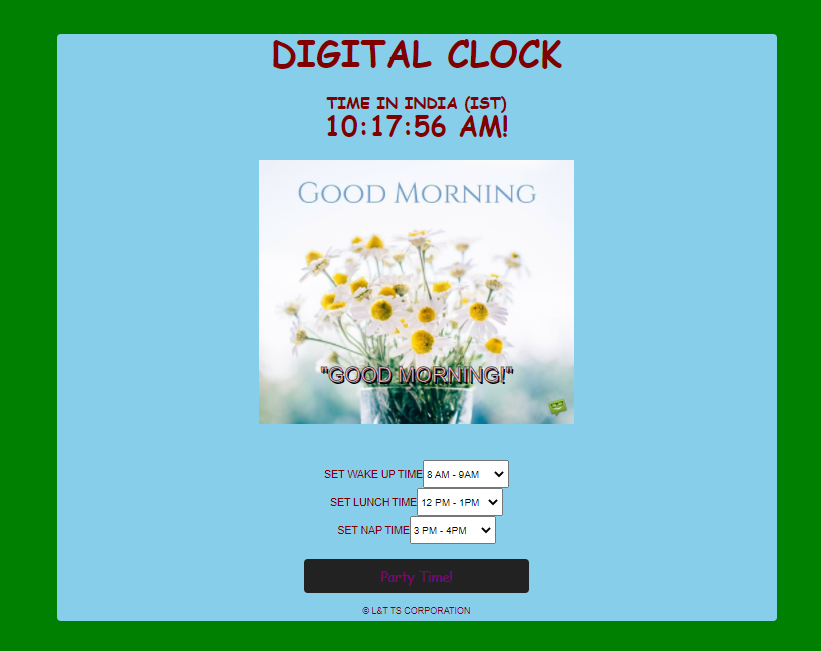 DIGITAL CLOCK
TIME IN INDIA (IST)
10:17:56 AM!
GOOD MORNING
"GOOD MORNING!"
SET WAKE UP TIME 8 AM - 9AM
SET LUNCH TIME 12 PM - 1PM
SET NAP TIME 3 PM - 4PM
Party Time!
© L&T TS CORPORATION